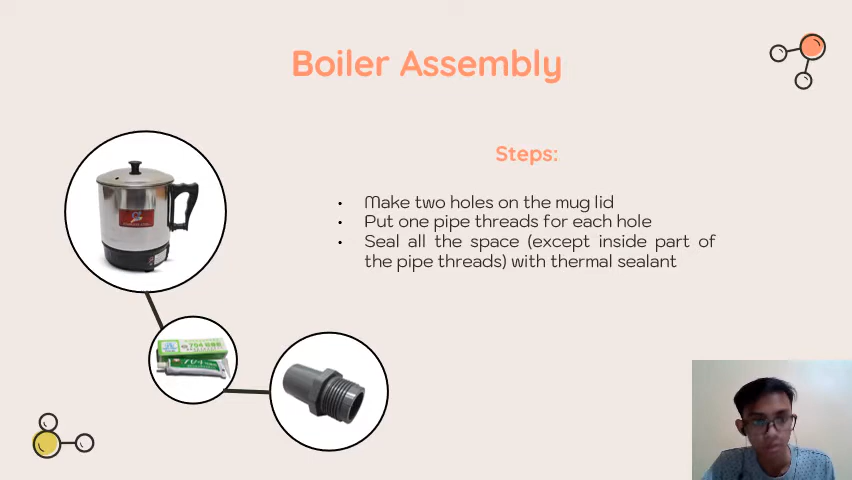 Boiler Assembly
Steps:
• Make two holes on the mug lid
• Put one pipe threads for each hole
• Seal all the space (except inside part of
the pipe threads) with thermal sealant
704
704